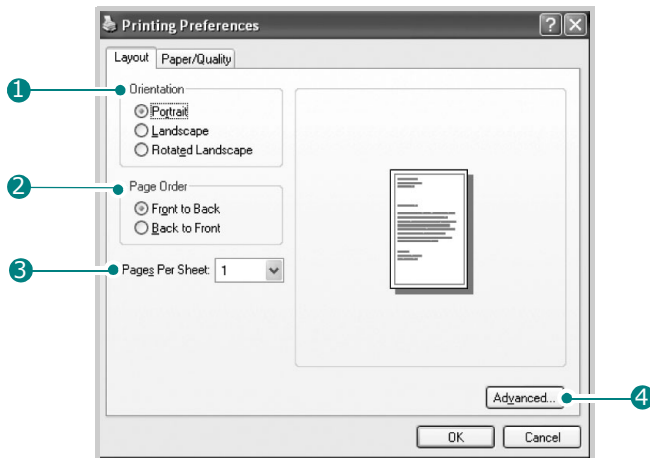 Printing Preferences
Layout Paper/Quality
1 Orientation
Portrait
Landscape
Rotated Landscape
2 Page Order
Front to Back
Back to Front
3 Pages Per Sheet: 1
Advanced... 4
OK Cancel